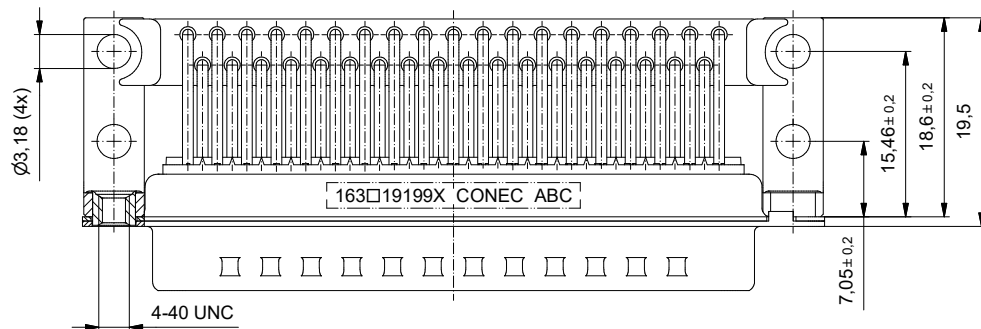 Ø3,18 (4x)
163□19199X CONEC ABC
4-40 UNC
7,05±0,2
15,46±0,2
18,6±0,2
19,5